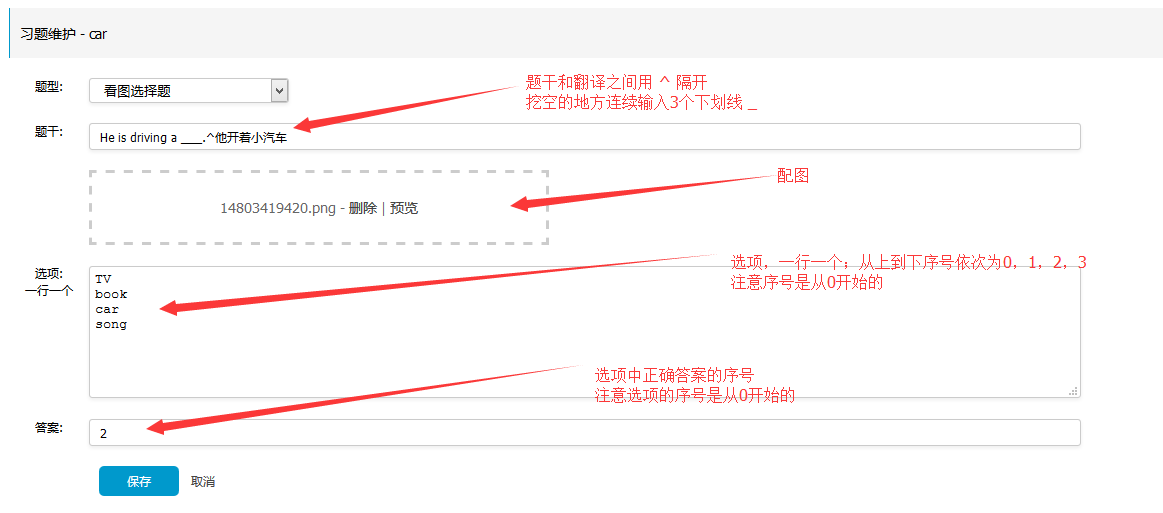 习题维护 - car
题型:
看图选择题
题干和翻译之间用 ^ 隔开
挖空的地方连续输入3个下划线 _
题干:
He is driving a ___.^他开着小汽车
配图
14803419420.png - 删除 | 预览
选项:
一行一个
TV
book
car
song
选项，一行一个；从上到下序号依次为0，1，2，3
注意序号是从0开始的
选项中正确答案的序号
注意选项的序号是从0开始的
答案:
2
保存 取消